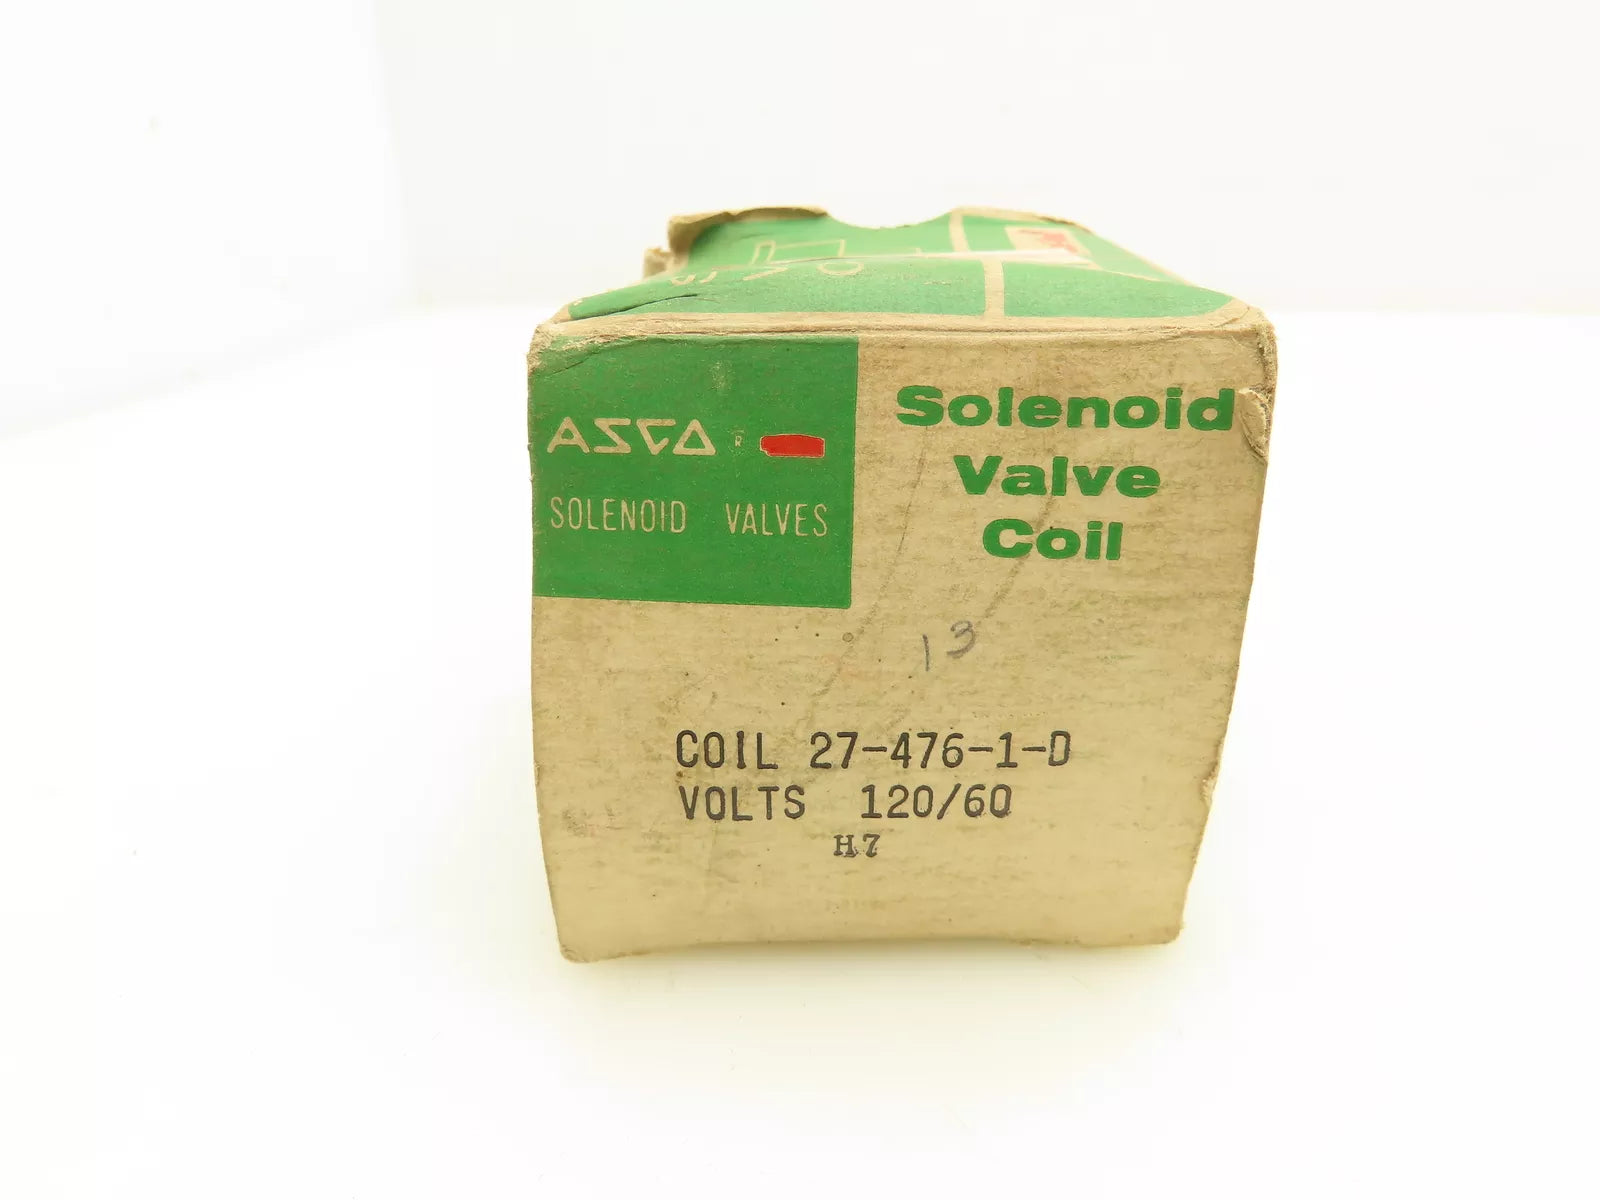 ASCO R
SOLENOID VALVES
Solenoid
Valve
Coil
13
COIL 27-476-1-D
VOLTS 120/60
H7